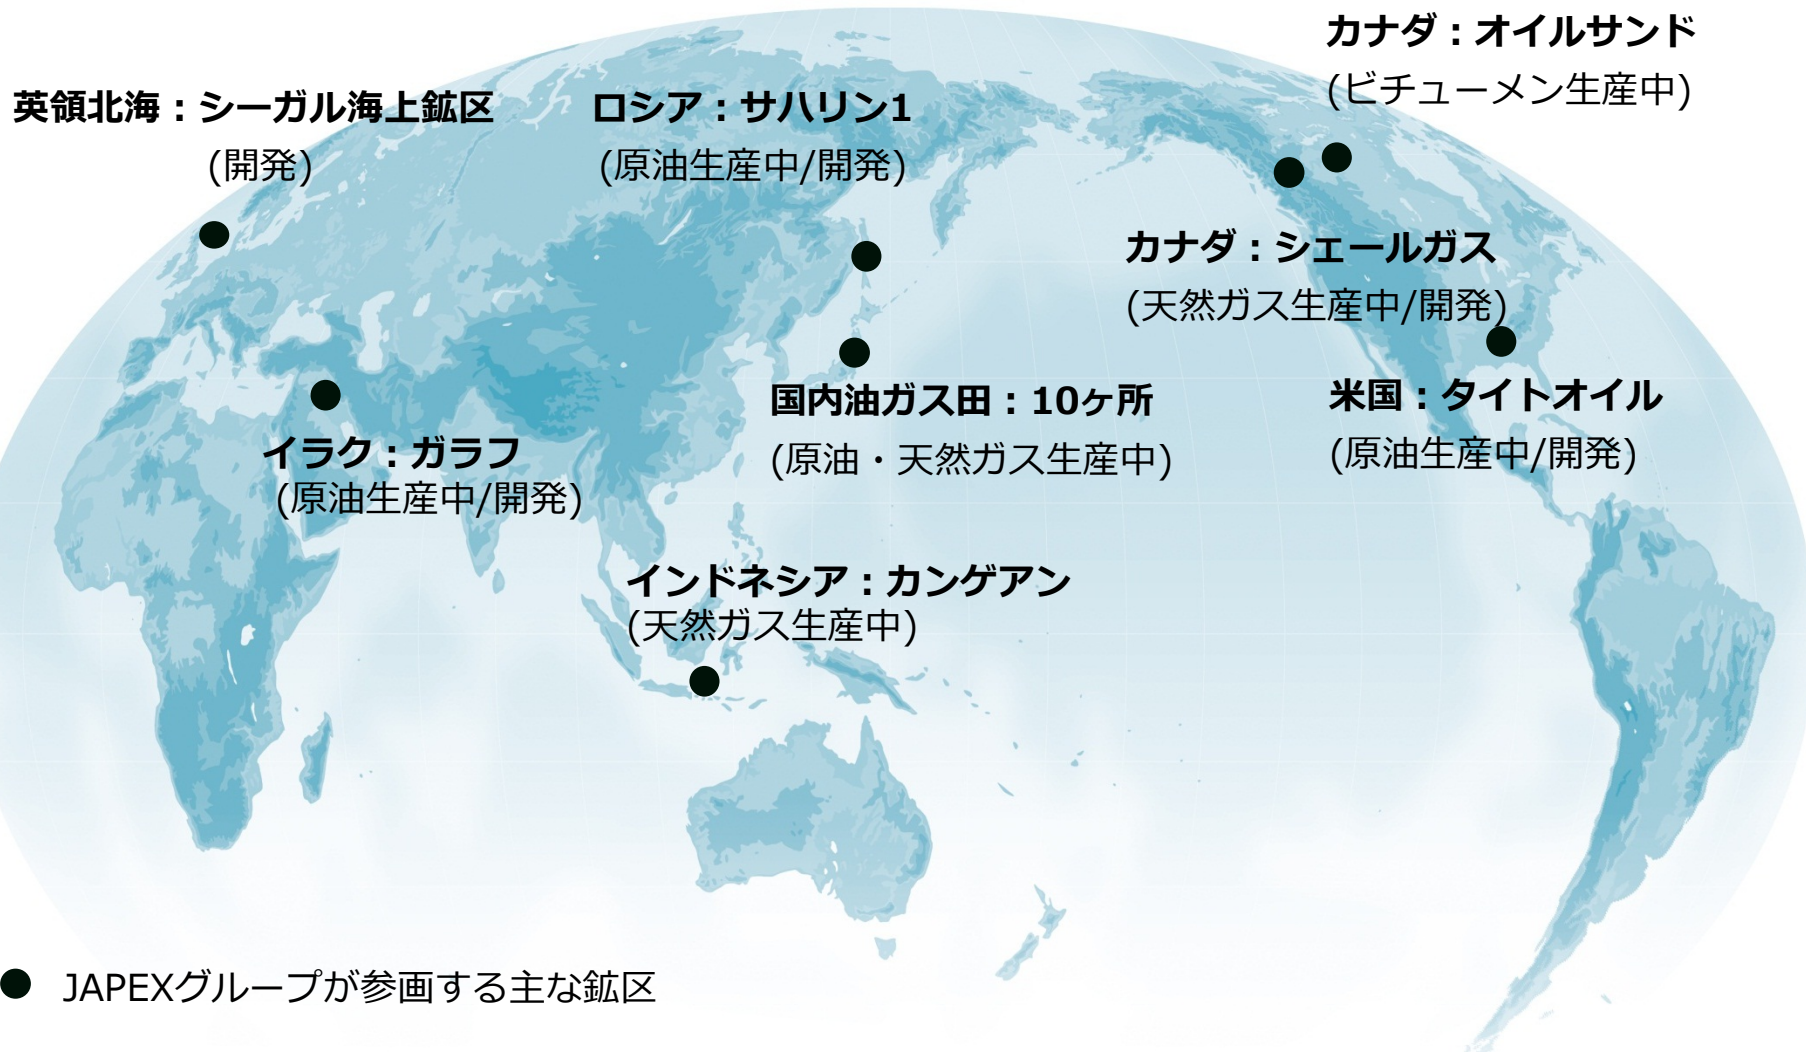 カナダ：オイルサンド
(ビチューメン生産中)
英領北海：シーガル海上鉱区
(開発)
ロシア：サハリン1
(原油生産中/開発)
カナダ：シェールガス
(天然ガス生産中/開発)
国内油ガス田：10ヶ所
(原油・天然ガス生産中)
米国：タイトオイル
(原油生産中/開発)
イラク：ガラフ
(原油生産中/開発)
インドネシア：カンゲアン
(天然ガス生産中)
● JAPEXグループが参画する主な鉱区